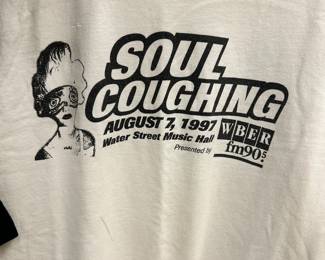 SOUL
COUGHING
AUGUST 7, 1997
Water Street Music Hall
Presented by
WBER
fm90.5